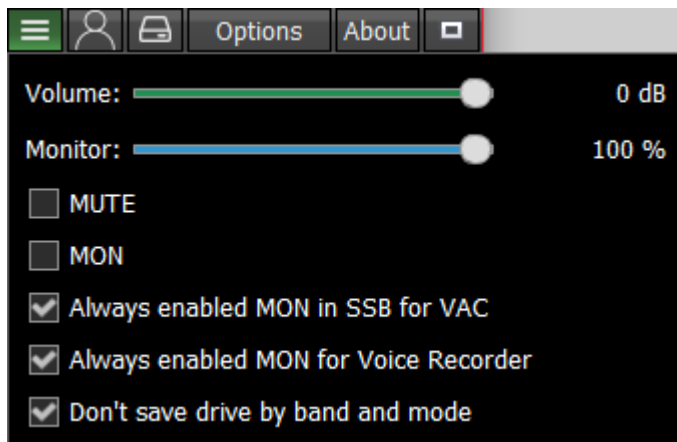 Options About
Volume: 0 dB
Monitor: 100 %
MUTE
MON
Always enabled MON in SSB for VAC
Always enabled MON for Voice Recorder
Don't save drive by band and mode